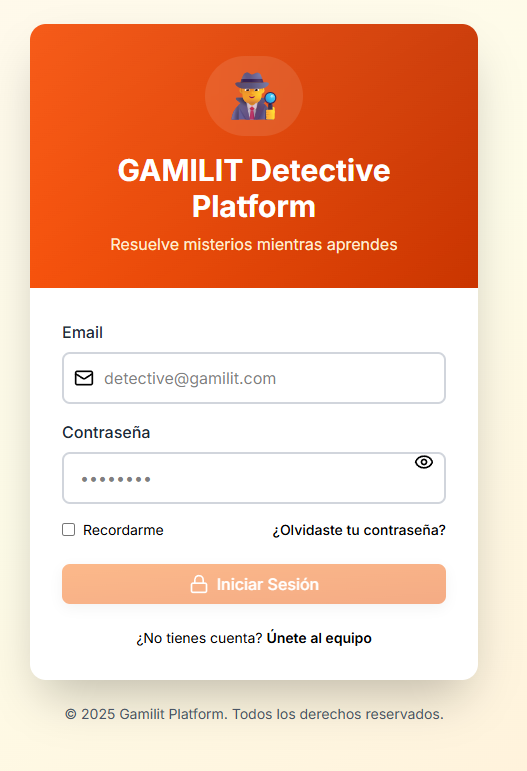 GAMILIT Detective
Platform
Resuelve misterios mientras aprendes
Email
detective@gamilit.com
Contraseña
••••••••
Recordarme
¿Olvidaste tu contraseña?
Iniciar Sesión
¿No tienes cuenta? Únete al equipo
© 2025 Gamilit Platform. Todos los derechos reservados.